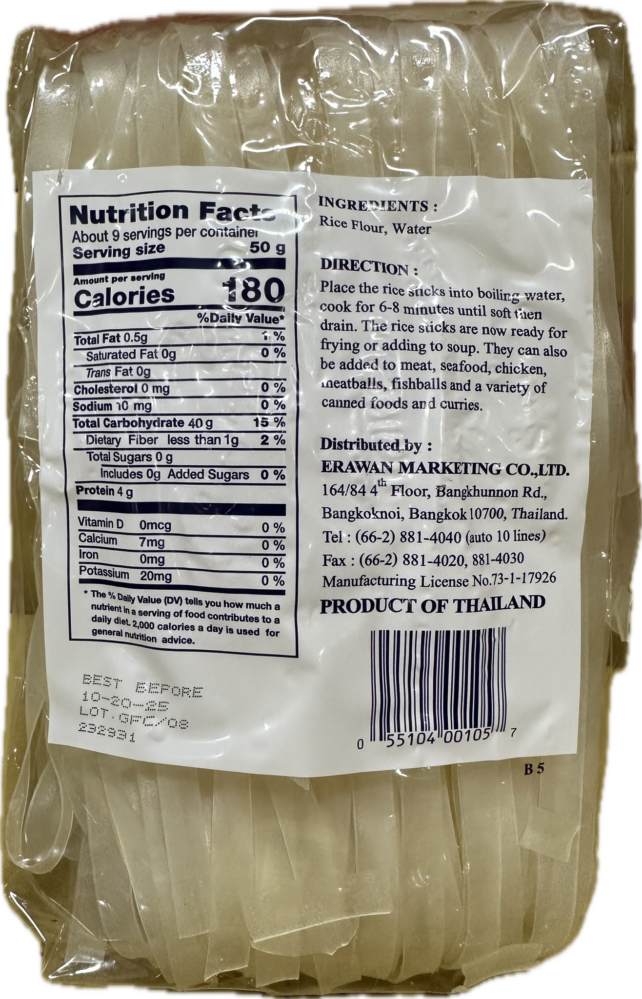 Nutrition Facts
About 9 servings per container
Serving size 50 g
Amount per serving
Calories 180
%Daily Value*
Total Fat 0.5g 1 %
Saturated Fat 0g 0 %
Trans Fat 0g
Cholesterol 0 mg 0 %
Sodium 10 mg 0 %
Total Carbohydrate 40 g 15 %
Dietary Fiber less than 1g 2 %
Total Sugars 0 g
Includes 0g Added Sugars 0 %
Protein 4 g
Vitamin D 0mcg 0 %
Calcium 7mg 0 %
Iron 0mg 0 %
Potassium 20mg 0 %
* The % Daily Value (DV) tells you how much a
nutrient in a serving of food contributes to a
daily diet. 2,000 calories a day is used for
general nutrition advice.
BEST BEFORE
10-20-25
LOT.GFC/08
232931
INGREDIENTS :
Rice Flour, Water
DIRECTION :
Place the rice sticks into boiling water,
cook for 6-8 minutes until soft then
drain. The rice sticks are now ready for
frying or adding to soup. They can also
be added to meat, seafood, chicken,
meatballs, fishballs and a variety of
canned foods and curries.
Distributed by :
ERAWAN MARKETING CO.,LTD.
164/84 4th Floor, Bangkhunnon Rd.,
Bangkoknoi, Bangkok 10700, Thailand.
Tel : (66-2) 881-4040 (auto 10 lines)
Fax : (66-2) 881-4020, 881-4030
Manufacturing License No.73-1-17926
PRODUCT OF THAILAND
0 55104 00105 7
B 5